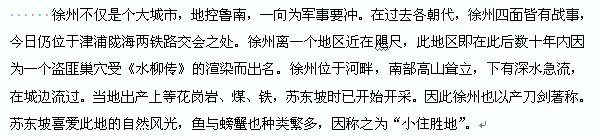 徐州不仅是个大城市，地控鲁南，一向为军事要冲。在过去各朝代，徐州四面皆有战事，
今日仍位于津浦陇海两铁路交会之处。徐州离一个地区近在咫尺，此地区即在此后数十年内因
为一个盗匪巢穴受《水柳传》的渲染而出名。徐州位于河畔，南部高山耸立，下有深水急流，
在城边流过。当地出产上等花岗岩、煤、铁，苏东坡时已开始开采。因此徐州也以产刀剑著称。
苏东坡喜爱此地的自然风光，鱼与螃蟹也种类繁多，因称之为“小住胜地”。